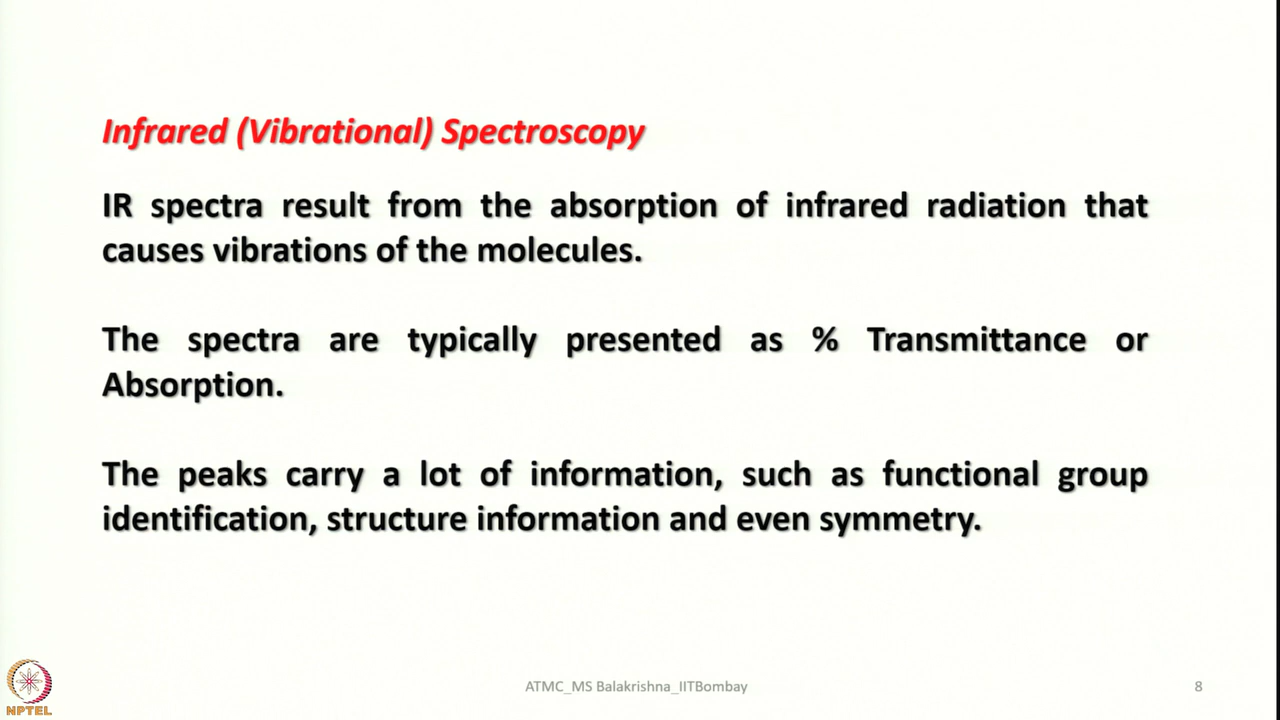 Infrared (Vibrational) Spectroscopy
IR spectra result from the absorption of infrared radiation that
causes vibrations of the molecules.
The spectra are typically presented as % Transmittance or
Absorption.
The peaks carry a lot of information, such as functional group
identification, structure information and even symmetry.
NPTEL
ATMC_MS Balakrishna_IITBombay
8